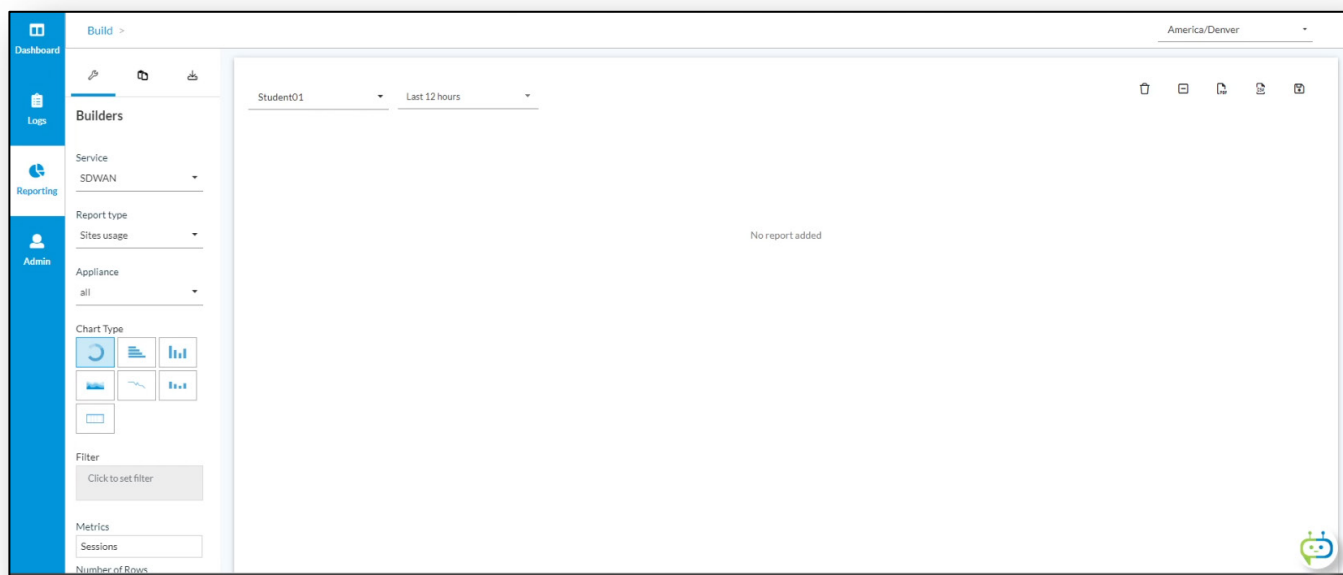 Dashboard
Logs
Reporting
Admin
Build >
America/Denver
Builders
Service
SDWAN
Report type
Sites usage
Appliance
all
Chart Type
Filter
Click to set filter
Metrics
Sessions
Number of Rows
Student01
Last 12 hours
No report added